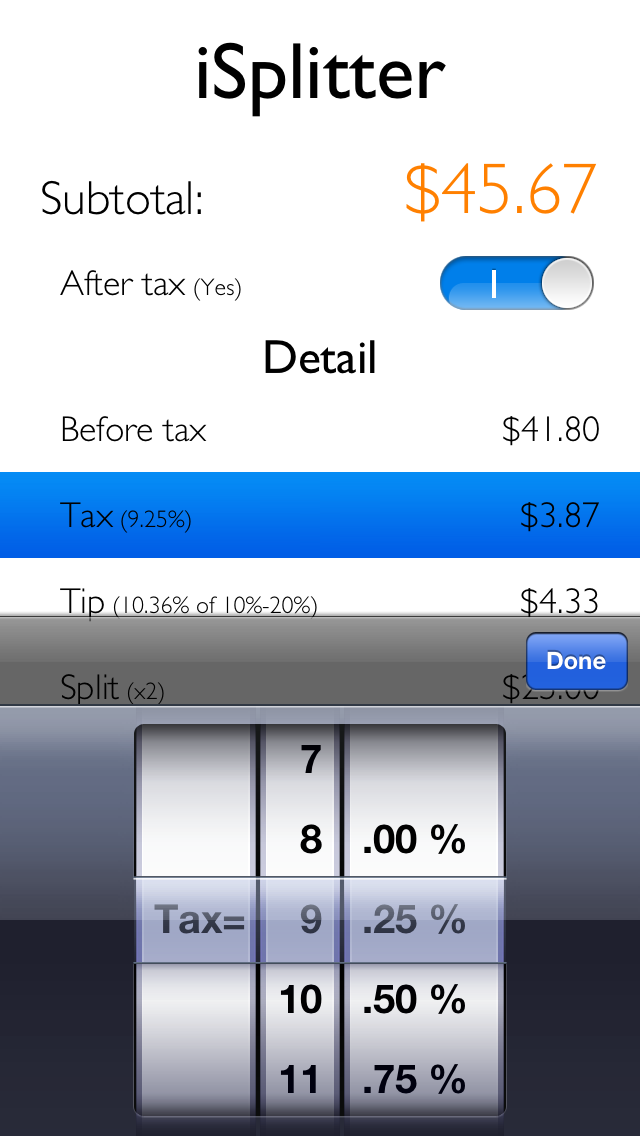 iSplitter
Subtotal: $45.67
After tax (Yes)
Detail
Before tax $41.80
Tax (9.25%) $3.87
Tip (10.36% of 10%-20%) $4.33
Done
Split (x2)
7
8 .00 %
Tax= 9 .25 %
10 .50 %
11 .75 %